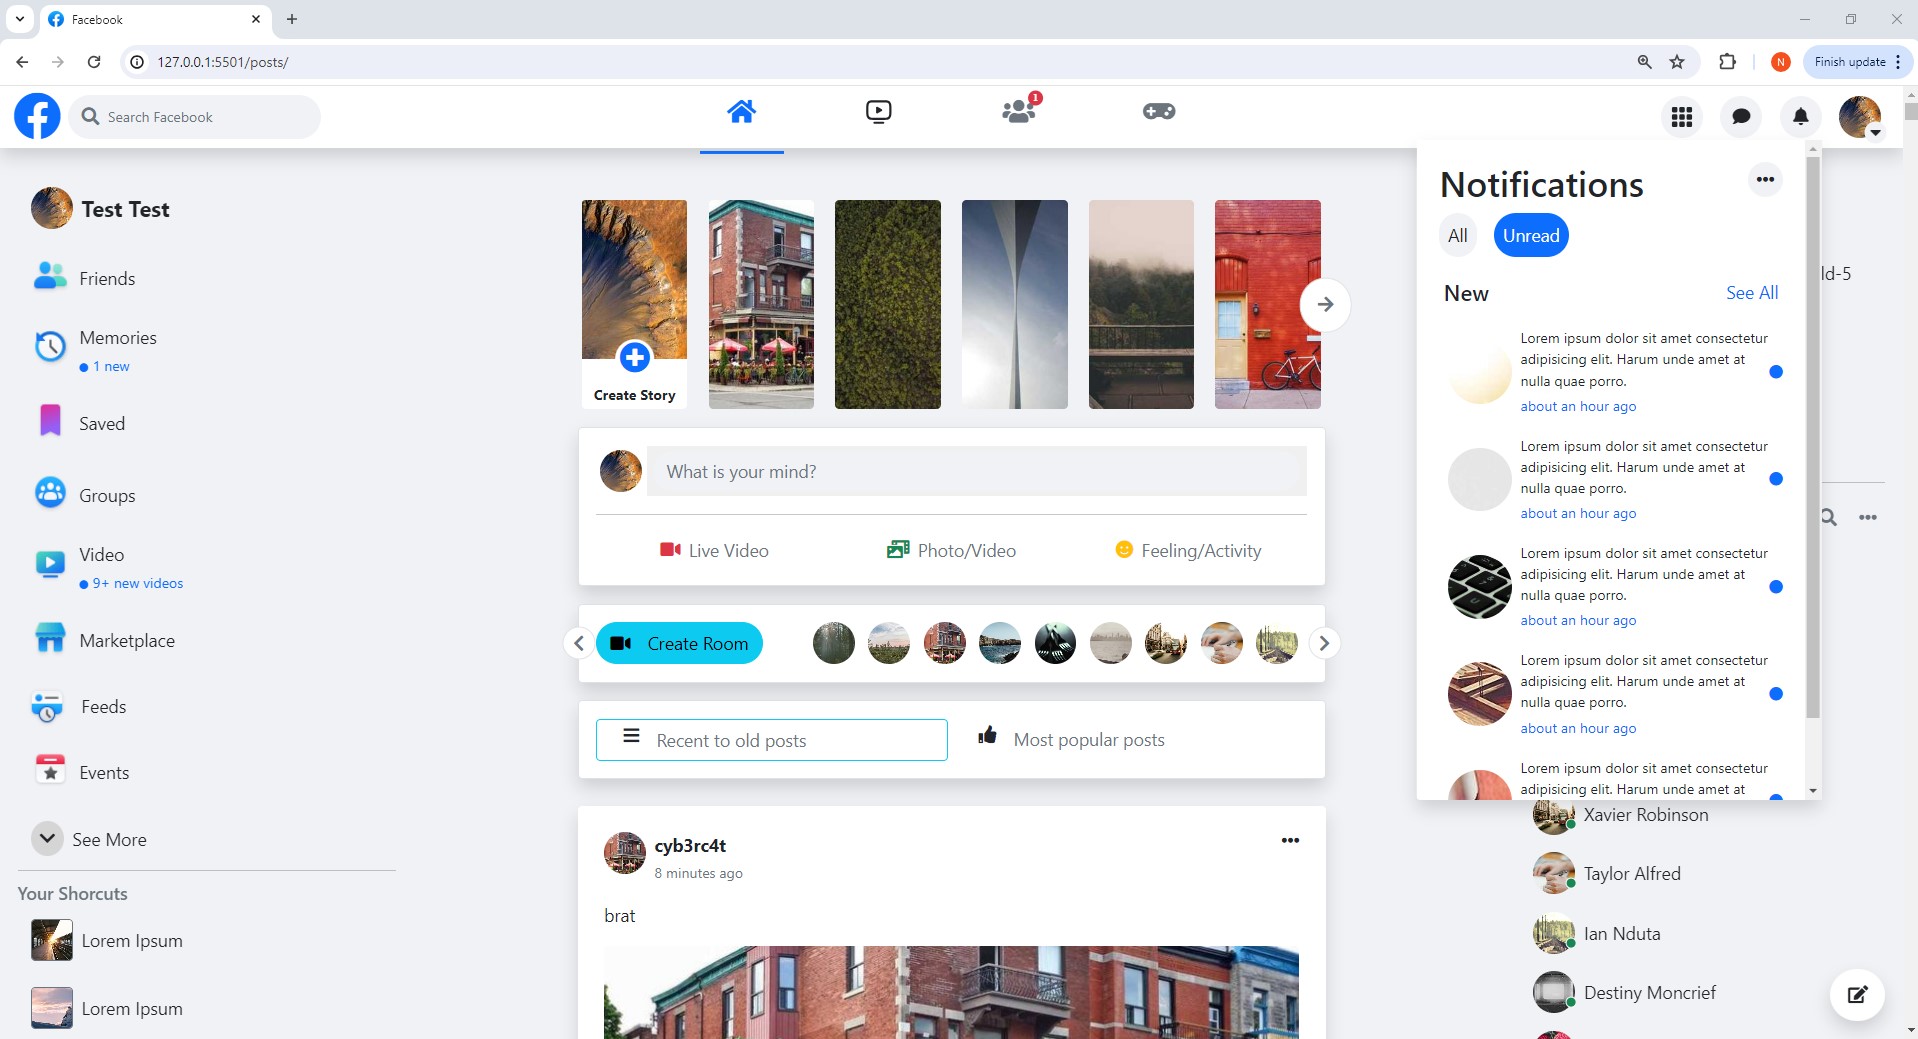 Facebook
127.0.0.1:5501/posts/
N
Finish update
Search Facebook
1
Test Test
Friends
Memories
1 new
Saved
Groups
Video
9+ new videos
Marketplace
Feeds
Events
See More
Your Shorcuts
Lorem Ipsum
Lorem Ipsum
Create Story
What is your mind?
Live Video
Photo/Video
Feeling/Activity
Create Room
Recent to old posts
Most popular posts
cyb3rc4t
8 minutes ago
brat
Notifications
All
Unread
New
See All
Lorem ipsum dolor sit amet consectetur
adipisicing elit. Harum unde amet at
nulla quae porro.
about an hour ago
Lorem ipsum dolor sit amet consectetur
adipisicing elit. Harum unde amet at
nulla quae porro.
about an hour ago
Lorem ipsum dolor sit amet consectetur
adipisicing elit. Harum unde amet at
nulla quae porro.
about an hour ago
Lorem ipsum dolor sit amet consectetur
adipisicing elit. Harum unde amet at
nulla quae porro.
about an hour ago
Lorem ipsum dolor sit amet consectetur
adipisicing elit. Harum unde amet at
ld-5
Xavier Robinson
Taylor Alfred
Ian Nduta
Destiny Moncrief